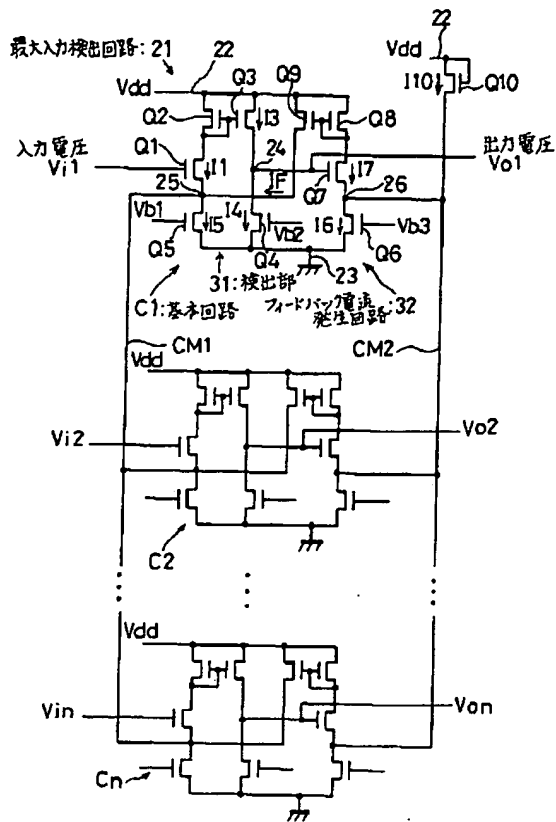 最大入力検出回路:21
22
Vdd
Q2
Q3
Q9
I3
Q8
22
Vdd
I10
Q10
入力電圧
Vi1
Q1
I1
24
Q7
I7
出力電圧
Vo1
25
IF
26
Vb1
I5
I4
Vb2
I6
Vb3
Q5
Q4
Q6
31:検出部
23
C1:基本回路
フィードバック電流
発生回路:32
CM1
CM2
Vdd
Vi2
Vo2
C2
Vdd
Vin
Von
Cn